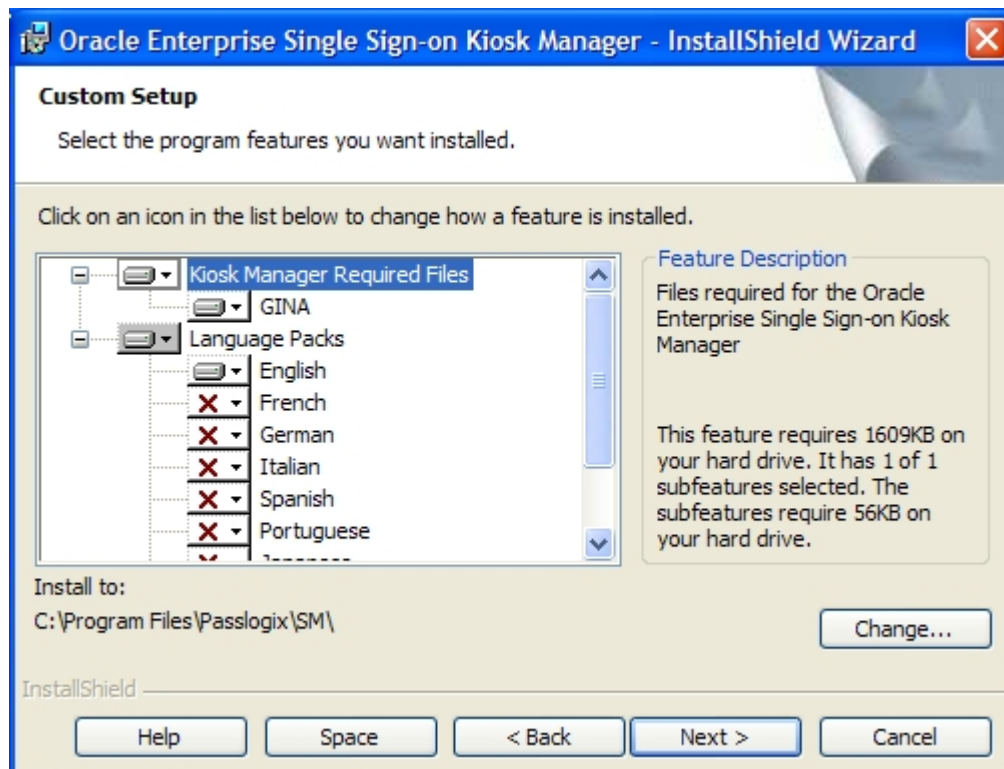 Oracle Enterprise Single Sign-on Kiosk Manager - InstallShield Wizard
Custom Setup
Select the program features you want installed.
Click on an icon in the list below to change how a feature is installed.
Kiosk Manager Required Files
GINA
Language Packs
English
French
German
Italian
Spanish
Portuguese
Feature Description
Files required for the Oracle
Enterprise Single Sign-on Kiosk
Manager
This feature requires 1609KB on
your hard drive. It has 1 of 1
subfeatures selected. The
subfeatures require 56KB on
your hard drive.
Install to:
C:\Program Files\Passlogix\SM\
Change...
InstallShield
Help
Space
< Back
Next >
Cancel